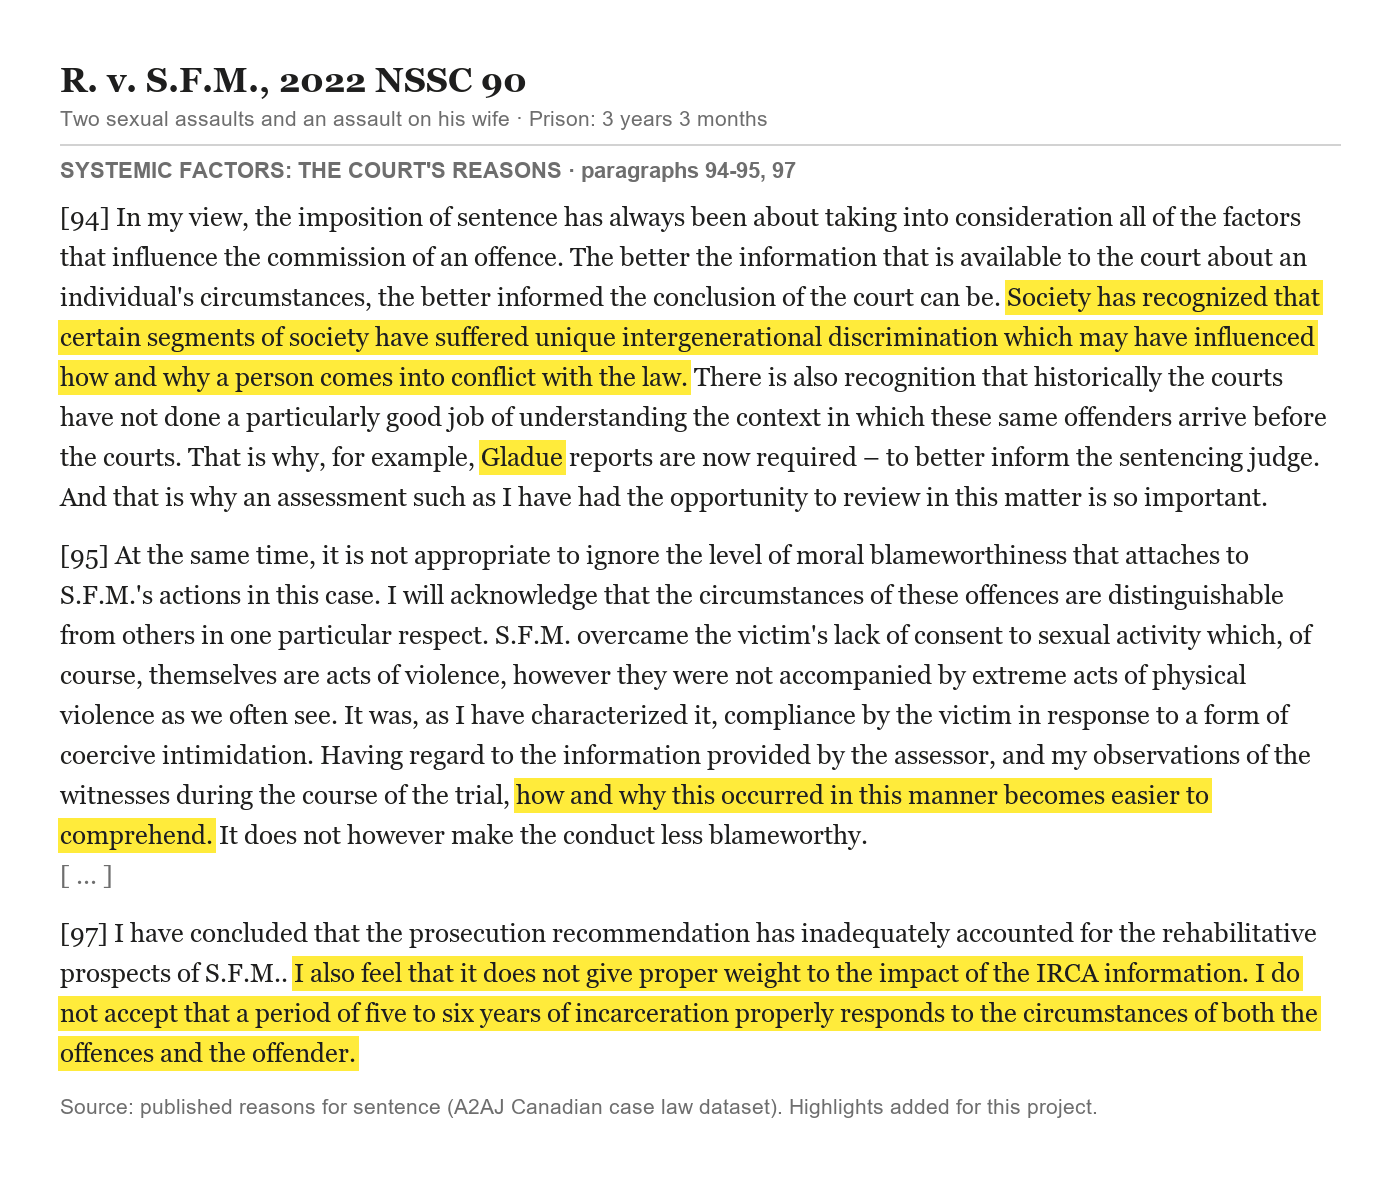 R. v. S.F.M., 2022 NSSC 90
Two sexual assaults and an assault on his wife · Prison: 3 years 3 months
SYSTEMIC FACTORS: THE COURT'S REASONS · paragraphs 94-95, 97
[94] In my view, the imposition of sentence has always been about taking into consideration all of the factors
that influence the commission of an offence. The better the information that is available to the court about an
individual's circumstances, the better informed the conclusion of the court can be. Society has recognized that
certain segments of society have suffered unique intergenerational discrimination which may have influenced
how and why a person comes into conflict with the law. There is also recognition that historically the courts
have not done a particularly good job of understanding the context in which these same offenders arrive before
the courts. That is why, for example, Gladue reports are now required – to better inform the sentencing judge.
And that is why an assessment such as I have had the opportunity to review in this matter is so important.
[95] At the same time, it is not appropriate to ignore the level of moral blameworthiness that attaches to
S.F.M.'s actions in this case. I will acknowledge that the circumstances of these offences are distinguishable
from others in one particular respect. S.F.M. overcame the victim's lack of consent to sexual activity which, of
course, themselves are acts of violence, however they were not accompanied by extreme acts of physical
violence as we often see. It was, as I have characterized it, compliance by the victim in response to a form of
coercive intimidation. Having regard to the information provided by the assessor, and my observations of the
witnesses during the course of the trial, how and why this occurred in this manner becomes easier to
comprehend. It does not however make the conduct less blameworthy.
[ ... ]
[97] I have concluded that the prosecution recommendation has inadequately accounted for the rehabilitative
prospects of S.F.M.. I also feel that it does not give proper weight to the impact of the IRCA information. I do
not accept that a period of five to six years of incarceration properly responds to the circumstances of both the
offences and the offender.
Source: published reasons for sentence (A2AJ Canadian case law dataset). Highlights added for this project.